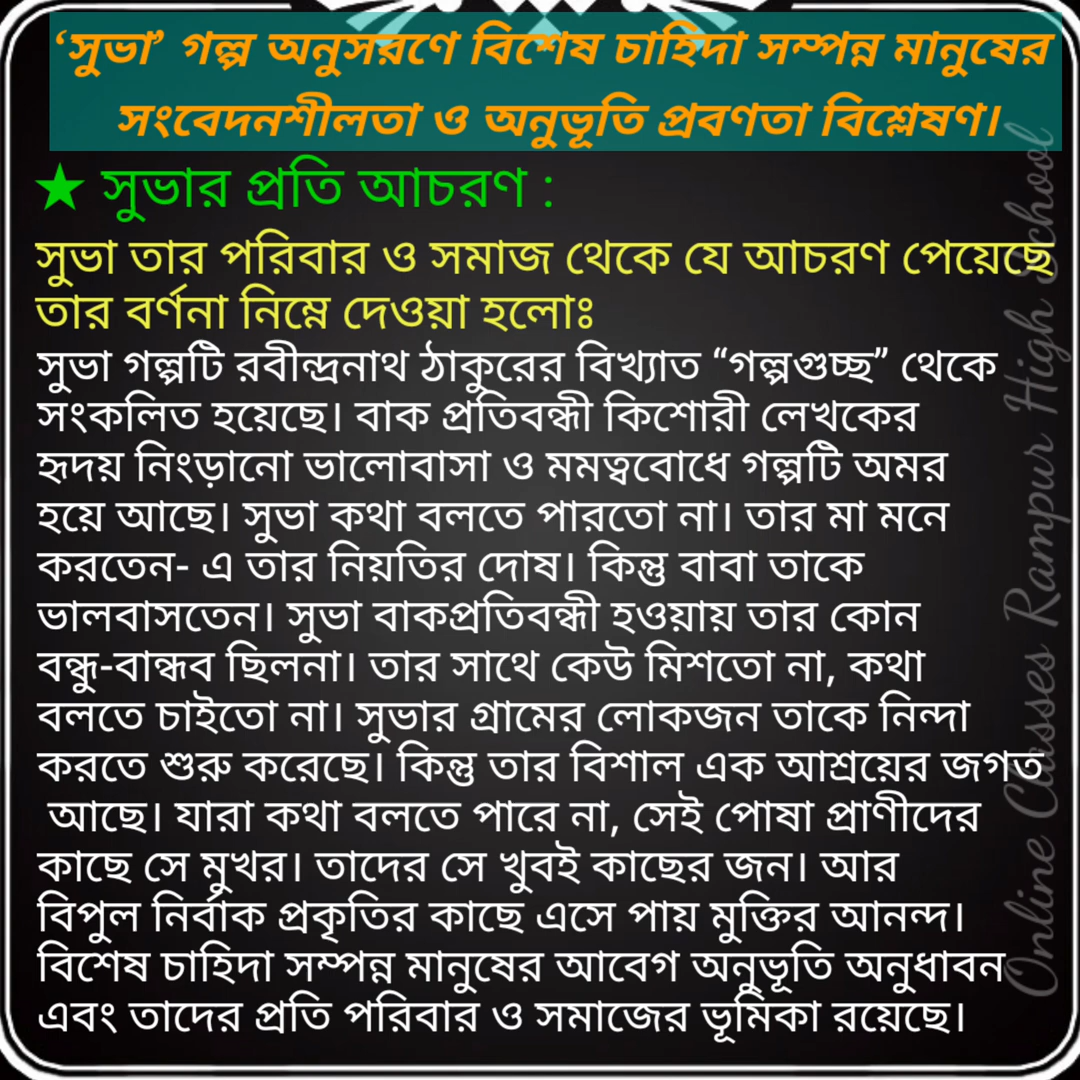 ‘সুভা’ গল্প অনুসরণে বিশেষ চাহিদা সম্পন্ন মানুষের
সংবেদনশীলতা ও অনুভূতি প্রবণতা বিশ্লেষণ।
★ সুভার প্রতি আচরণ :
সুভা তার পরিবার ও সমাজ থেকে যে আচরণ পেয়েছে
তার বর্ণনা নিম্নে দেওয়া হলোঃ
সুভা গল্পটি রবীন্দ্রনাথ ঠাকুরের বিখ্যাত “গল্পগুচ্ছ” থেকে
সংকলিত হয়েছে। বাক প্রতিবন্ধী কিশোরী লেখকের
হৃদয় নিংড়ানো ভালোবাসা ও মমত্ববোধে গল্পটি অমর
হয়ে আছে। সুভা কথা বলতে পারতো না। তার মা মনে
করতেন- এ তার নিয়তির দোষ। কিন্তু বাবা তাকে
ভালবাসতেন। সুভা বাকপ্রতিবন্ধী হওয়ায় তার কোন
বন্ধু-বান্ধব ছিলনা। তার সাথে কেউ মিশতো না, কথা
বলতে চাইতো না। সুভার গ্রামের লোকজন তাকে নিন্দা
করতে শুরু করেছে। কিন্তু তার বিশাল এক আশ্রয়ের জগত
আছে। যারা কথা বলতে পারে না, সেই পোষা প্রাণীদের
কাছে সে মুখর। তাদের সে খুবই কাছের জন। আর
বিপুল নির্বাক প্রকৃতির কাছে এসে পায় মুক্তির আনন্দ।
বিশেষ চাহিদা সম্পন্ন মানুষের আবেগ অনুভূতি অনুধাবন
এবং তাদের প্রতি পরিবার ও সমাজের ভূমিকা রয়েছে।
Online Classes Rampur High School